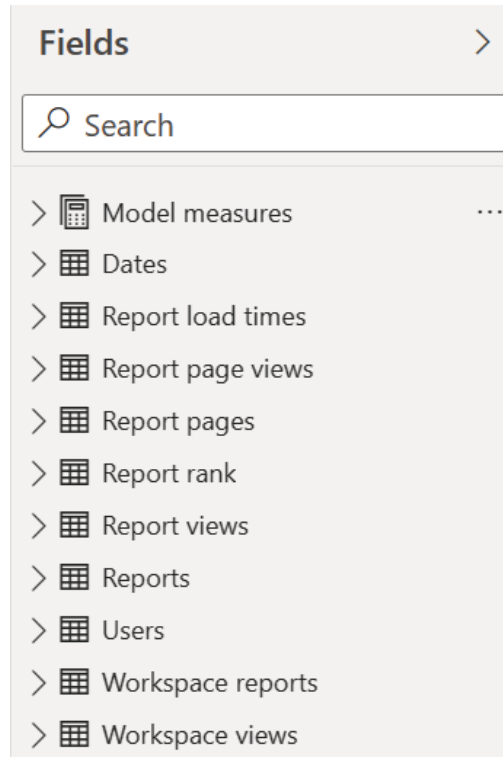 Fields
Search
Model measures
Dates
Report load times
Report page views
Report pages
Report rank
Report views
Reports
Users
Workspace reports
Workspace views